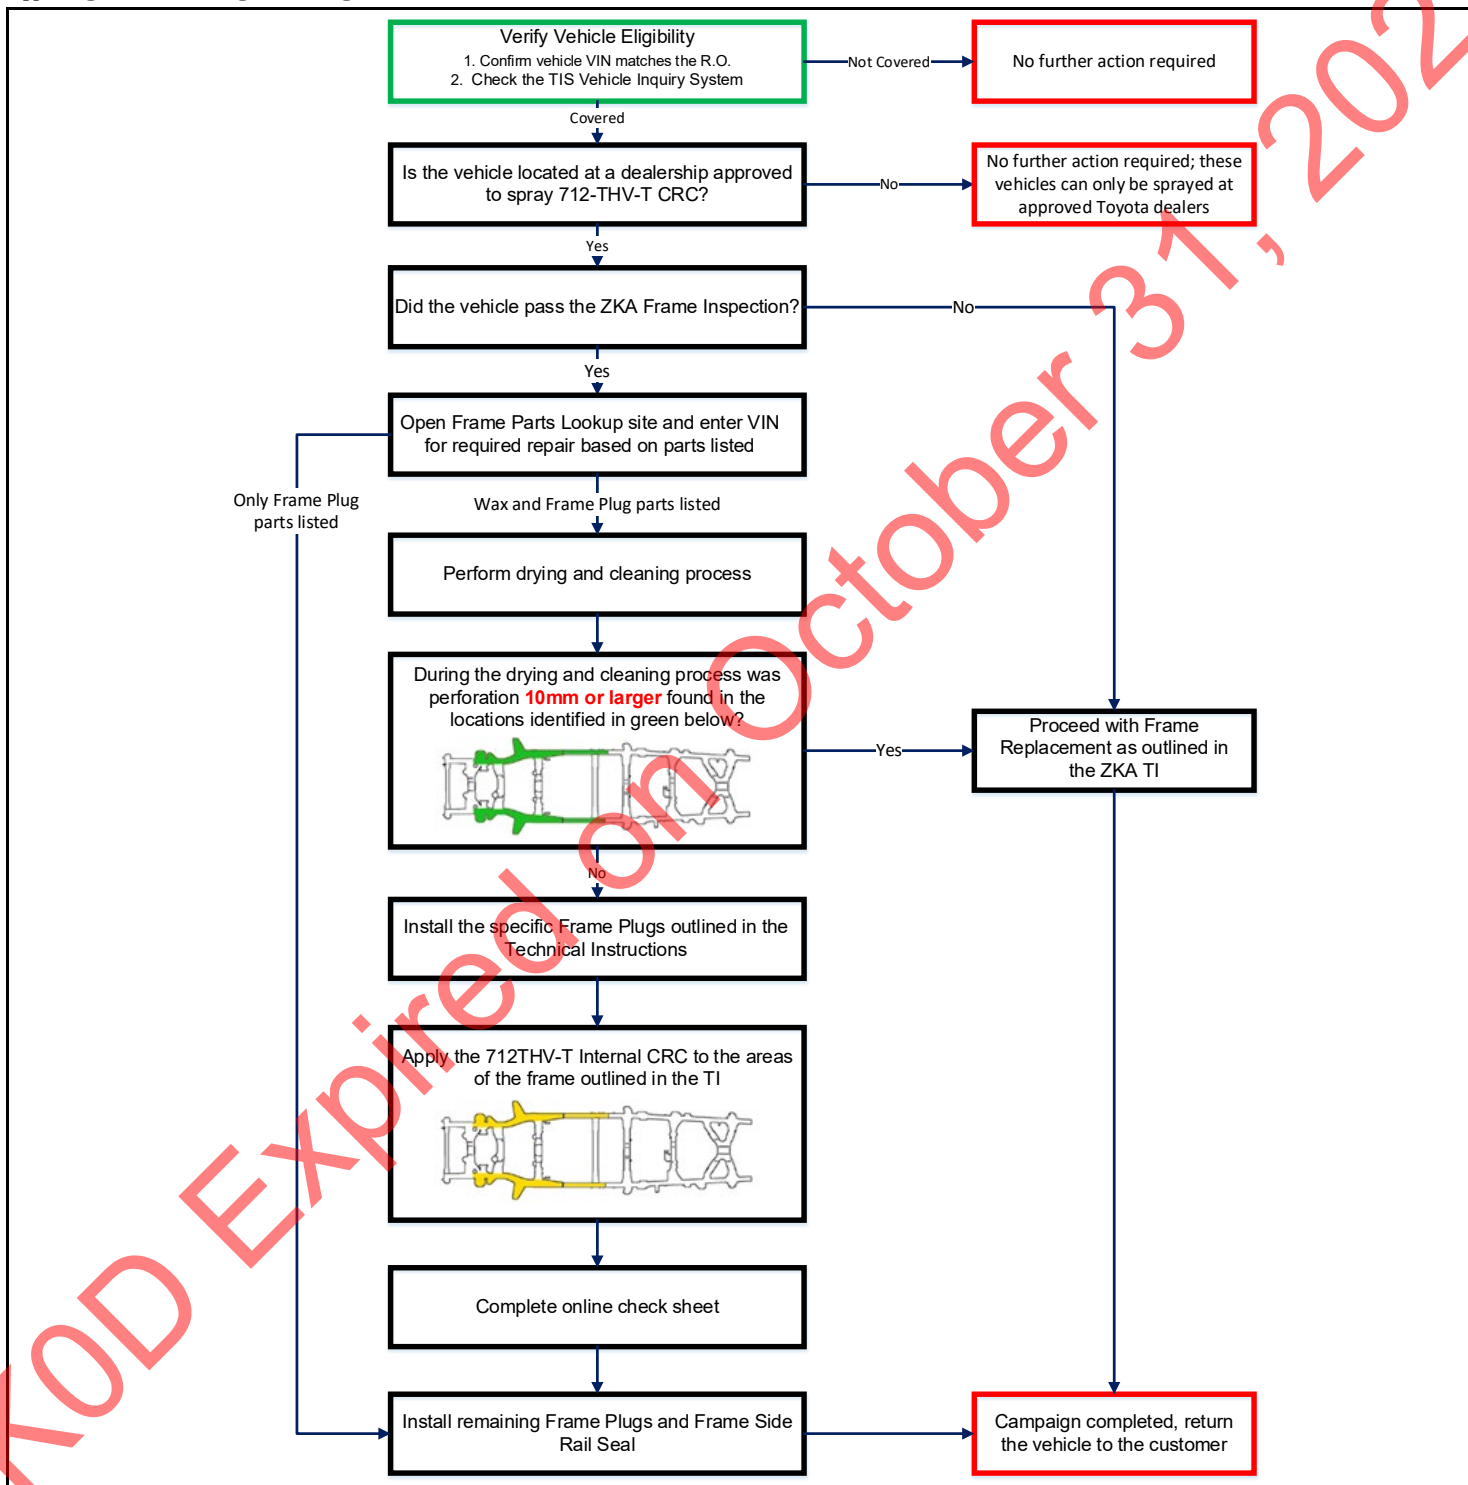 Verify Vehicle Eligibility
1. Confirm vehicle VIN matches the R.O.
2. Check the TIS Vehicle Inquiry System
Not Covered
No further action required
Covered
Is the vehicle located at a dealership approved
to spray 712-THV-T CRC?
No
No further action required; these
vehicles can only be sprayed at
approved Toyota dealers
Yes
Did the vehicle pass the ZKA Frame Inspection?
No
Yes
Open Frame Parts Lookup site and enter VIN
for required repair based on parts listed
Only Frame Plug
parts listed
Wax and Frame Plug parts listed
Perform drying and cleaning process
During the drying and cleaning process was
perforation 10mm or larger found in the
locations identified in green below?
Yes
Proceed with Frame
Replacement as outlined in
the ZKA TI
No
Install the specific Frame Plugs outlined in the
Technical Instructions
Apply the 712THV-T Internal CRC to the areas
of the frame outlined in the TI
Complete online check sheet
Install remaining Frame Plugs and Frame Side
Rail Seal
Campaign completed, return
the vehicle to the customer
K0D Expired on October 31, 202